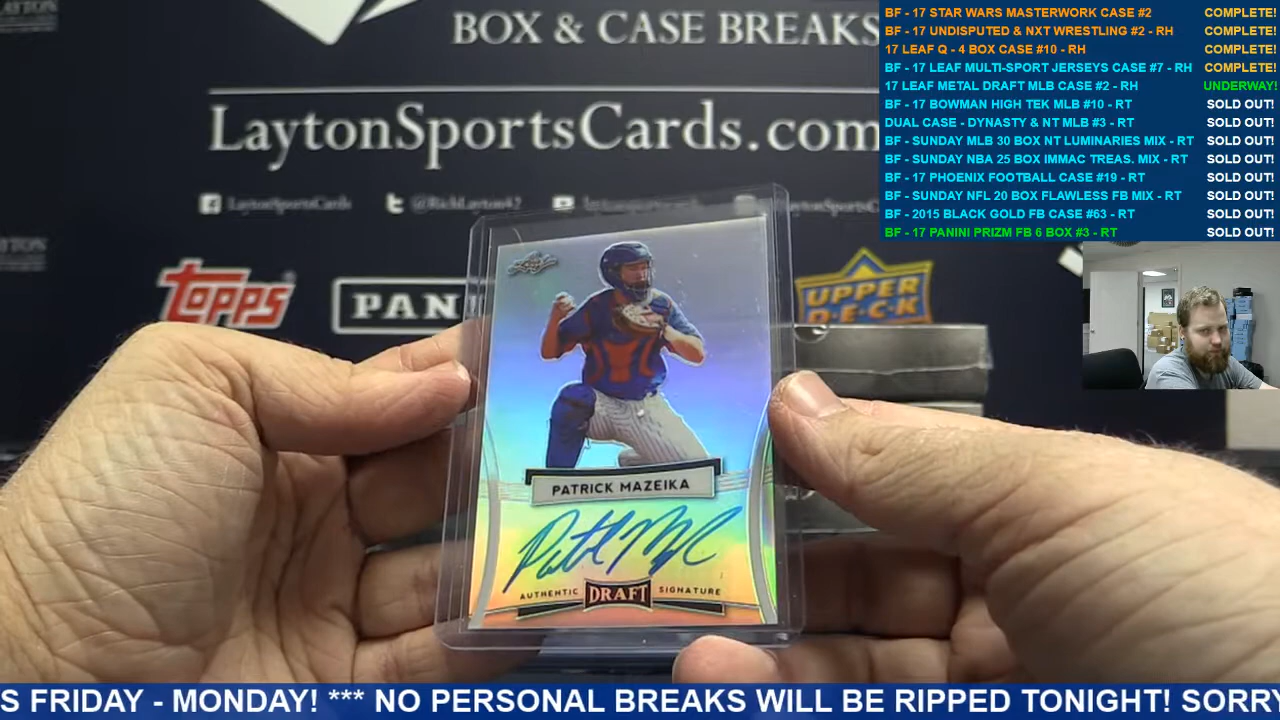 BOX & CASE BREAKS
LaytonSportsCards.com
LaytonSportsCards
@RichLayton42
LaytonSportsCards
Topps
PAN
UPPER
D·E·C·K
Leaf
PATRICK MAZEIKA
AUTHENTIC DRAFT SIGNATURE
BF - 17 STAR WARS MASTERWORK CASE #2 COMPLETE!
BF - 17 UNDISPUTED & NXT WRESTLING #2 - RH COMPLETE!
17 LEAF Q - 4 BOX CASE #10 - RH COMPLETE!
BF - 17 LEAF MULTI-SPORT JERSEYS CASE #7 - RH COMPLETE!
17 LEAF METAL DRAFT MLB CASE #2 - RH UNDERWAY!
BF - 17 BOWMAN HIGH TEK MLB #10 - RT SOLD OUT!
DUAL CASE - DYNASTY & NT MLB #3 - RT SOLD OUT!
BF - SUNDAY MLB 30 BOX NT LUMINARIES MIX - RT SOLD OUT!
BF - SUNDAY NBA 25 BOX IMMAC TREAS. MIX - RT SOLD OUT!
BF - 17 PHOENIX FOOTBALL CASE #19 - RT SOLD OUT!
BF - SUNDAY NFL 20 BOX FLAWLESS FB MIX - RT SOLD OUT!
BF - 2015 BLACK GOLD FB CASE #63 - RT SOLD OUT!
BF - 17 PANINI PRIZM FB 6 BOX #3 - RT SOLD OUT!
S FRIDAY - MONDAY! *** NO PERSONAL BREAKS WILL BE RIPPED TONIGHT! SORRY